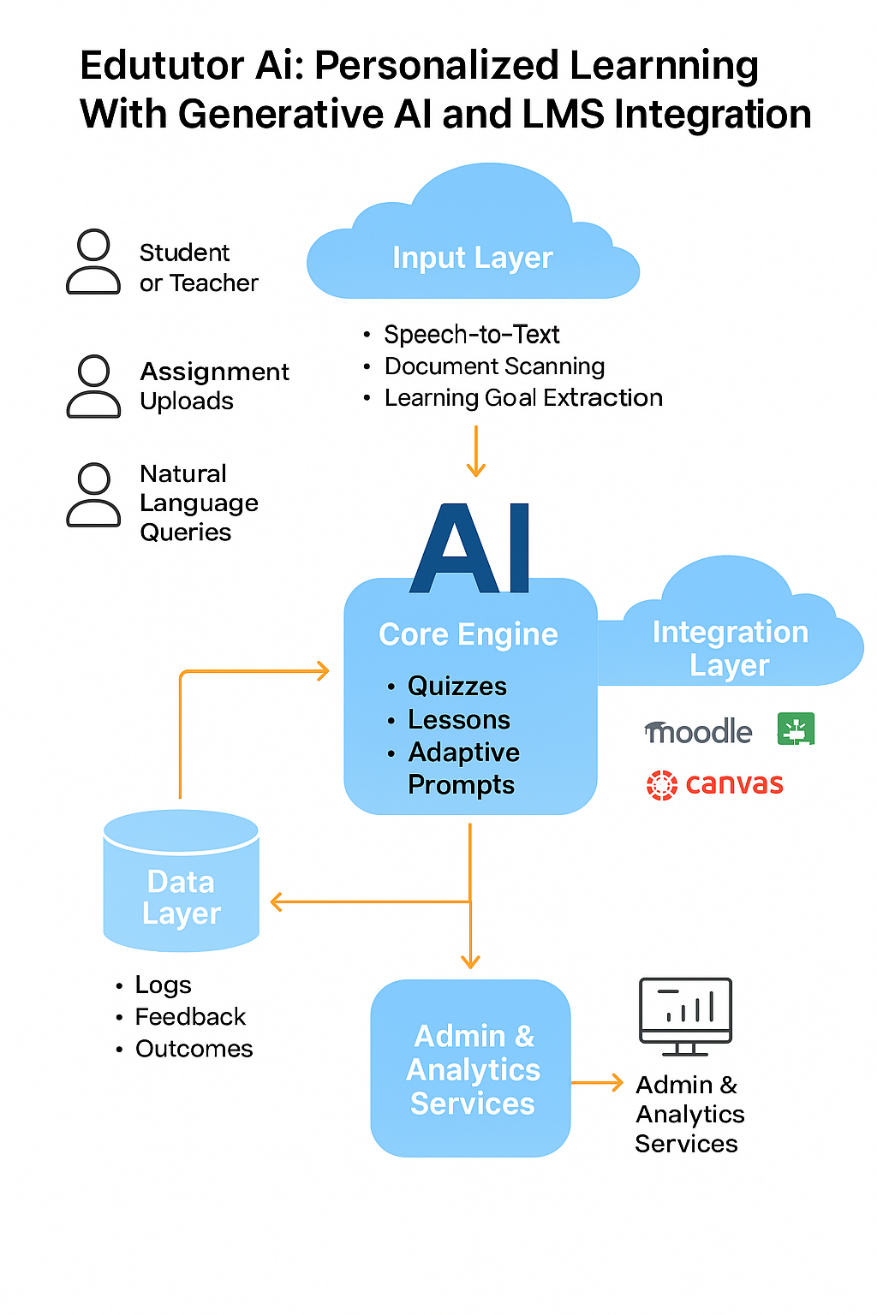 Edututor Ai: Personalized Learnning
With Generative AI and LMS Integration
Student
or Teacher
Assignment
Uploads
Natural
Language
Queries
Input Layer
• Speech-to-Text
• Document Scanning
• Learning Goal Extraction
AI
Core Engine
• Quizzes
• Lessons
• Adaptive
Prompts
Integration
Layer
moodle
canvas
Data
Layer
• Logs
• Feedback
• Outcomes
Admin &
Analytics
Services
Admin &
Analytics
Services